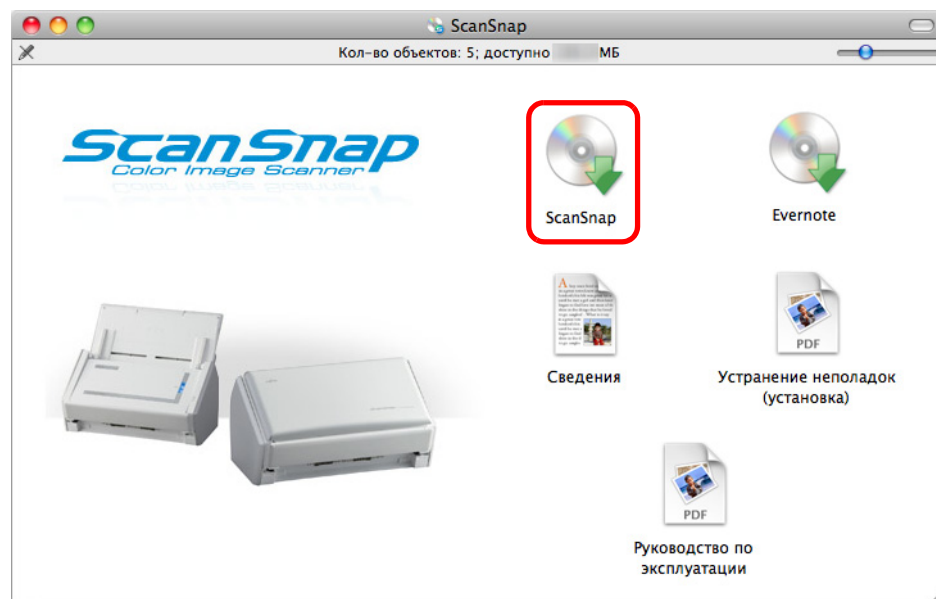 ScanSnap
Кол-во объектов: 5; доступно МБ
ScanSnap
Color Image Scanner
ScanSnap
Evernote
Сведения
PDF
Устранение неполадок
(установка)
PDF
Руководство по
эксплуатации